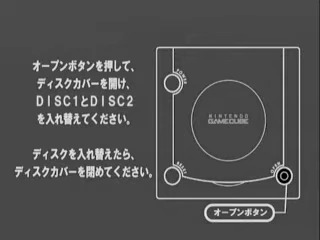 オープンボタンを押して、
ディスクカバーを開け、
DISC1とDISC2
を入れ替えてください。
ディスクを入れ替えたら、
ディスクカバーを閉めてください。
POWER
NINTENDO
GAMECUBE
RESET
OPEN
オープンボタン